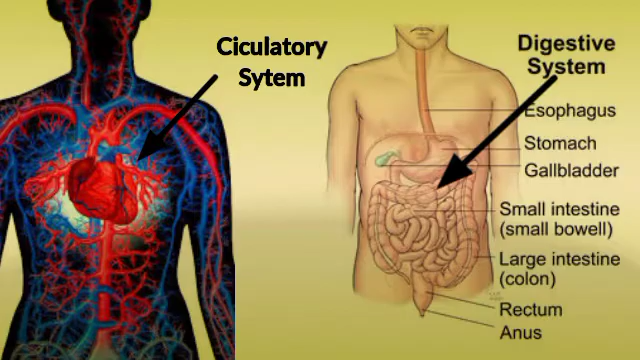 Ciculatory
Sytem
Digestive
System
Esophagus
Stomach
Gallbladder
Small intestine
(small bowell)
Large intestine
(colon)
Rectum
Anus